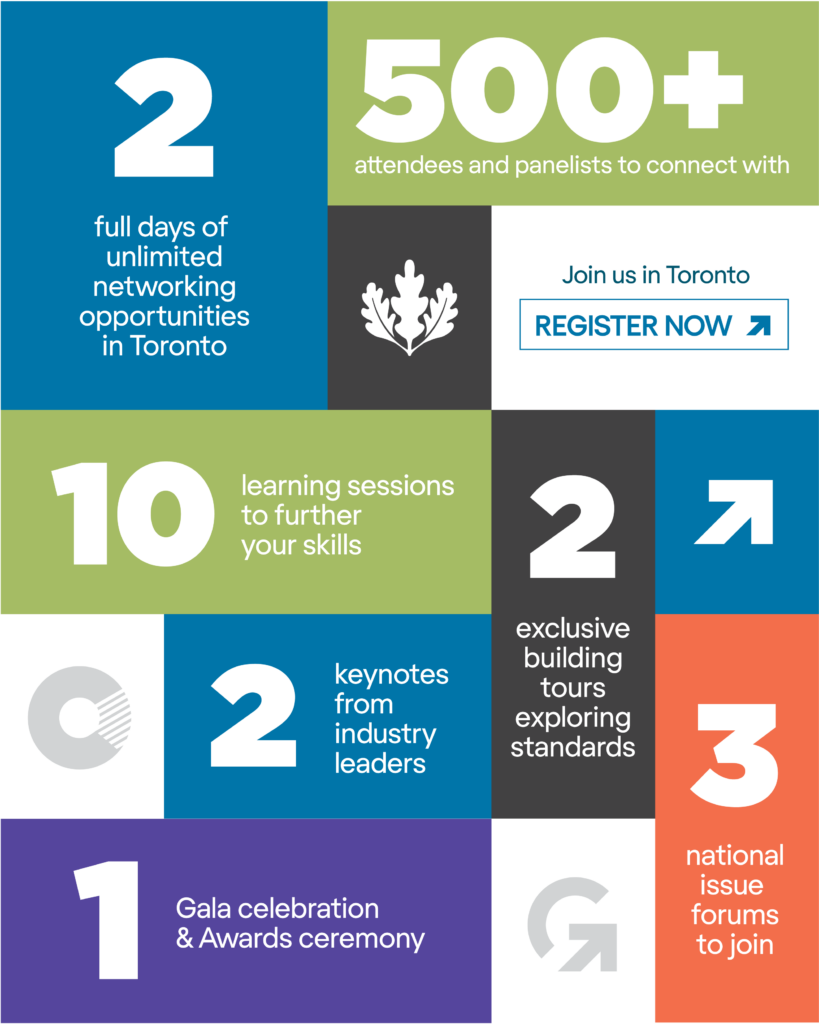 2
full days of
unlimited
networking
opportunities
in Toronto
500+
attendees and panelists to connect with
Join us in Toronto
REGISTER NOW
10
learning sessions
to further
your skills
2
exclusive
building
tours
exploring
standards
2
keynotes
from
industry
leaders
3
national
issue
forums
to join
1
Gala celebration
& Awards ceremony